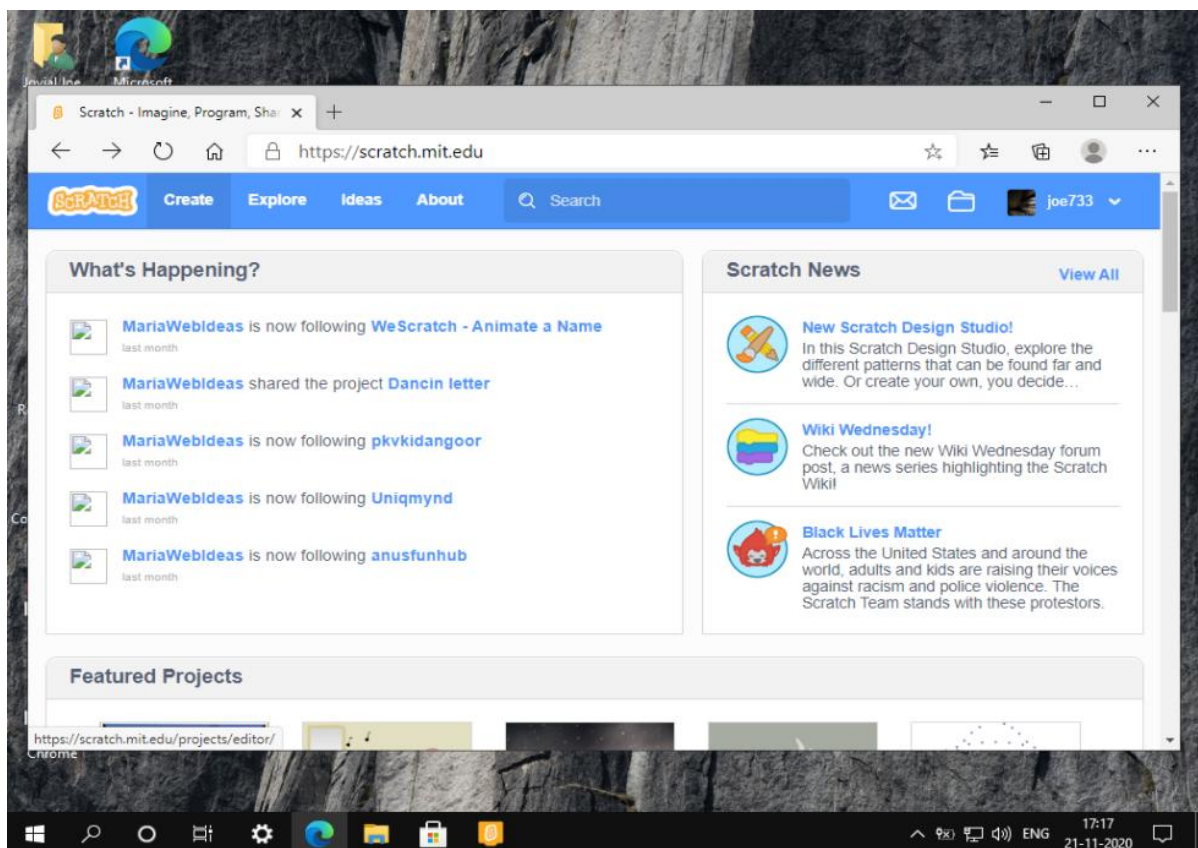 Jovial Joe
Microsoft
Scratch - Imagine, Program, Sha
https://scratch.mit.edu
SCRATCH
Create
Explore
Ideas
About
Search
joe733
What's Happening?
MariaWebIdeas is now following WeScratch - Animate a Name
last month
MariaWebIdeas shared the project Dancin letter
last month
MariaWebIdeas is now following pkvkidangoor
last month
MariaWebIdeas is now following Uniqmynd
last month
MariaWebIdeas is now following anusfunhub
last month
Scratch News
View All
New Scratch Design Studio!
In this Scratch Design Studio, explore the
different patterns that can be found far and
wide. Or create your own, you decide…
Wiki Wednesday!
Check out the new Wiki Wednesday forum
post, a news series highlighting the Scratch
Wiki!
Black Lives Matter
Across the United States and around the
world, adults and kids are raising their voices
against racism and police violence. The
Scratch Team stands with these protestors.
Featured Projects
https://scratch.mit.edu/projects/editor/
Chrome
ENG
17:17
21-11-2020